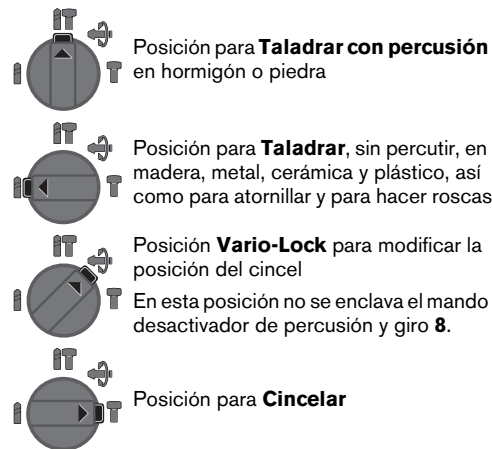 Posición para Taladrar con percusión
en hormigón o piedra
Posición para Taladrar, sin percutir, en
madera, metal, cerámica y plástico, así
como para atornillar y para hacer roscas
Posición Vario-Lock para modificar la
posición del cincel
En esta posición no se enclava el mando
desactivador de percusión y giro 8.
Posición para Cincelar